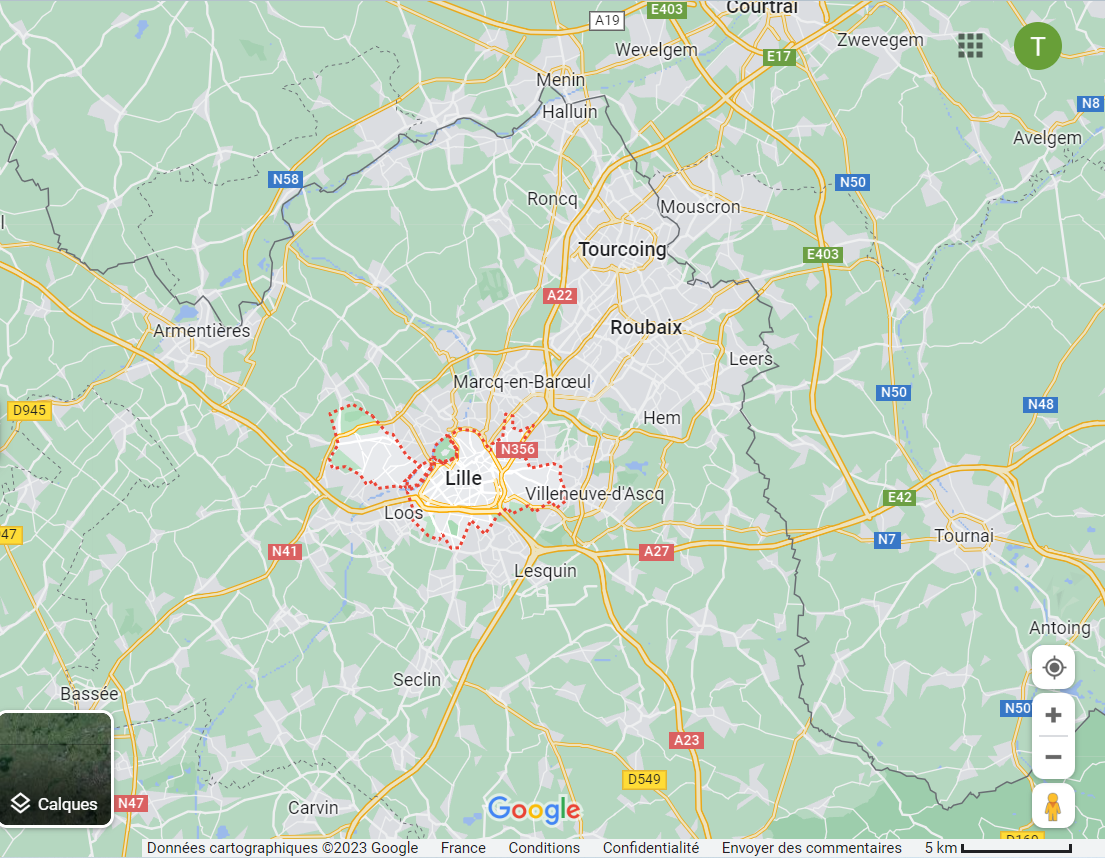 E403
Courtrai
A19
Zwevegem
T
Wevelgem
E17
Menin
N8
Halluin
Avelgem
N58
N50
Roncq
Mouscron
l
Tourcoing
E403
A22
Armentières
Roubaix
Leers
Marcq-en-Barœul
N50
N48
D945
Hem
N356
Lille
Villeneuve-d'Ascq
E42
Loos
47
N7
Tournai
N41
A27
Lesquin
Antoing
Seclin
Bassée
N50
A23
D549
Calques
N47
Carvin
Google
D169
Données cartographiques ©2023 Google France Conditions Confidentialité Envoyer des commentaires 5 km